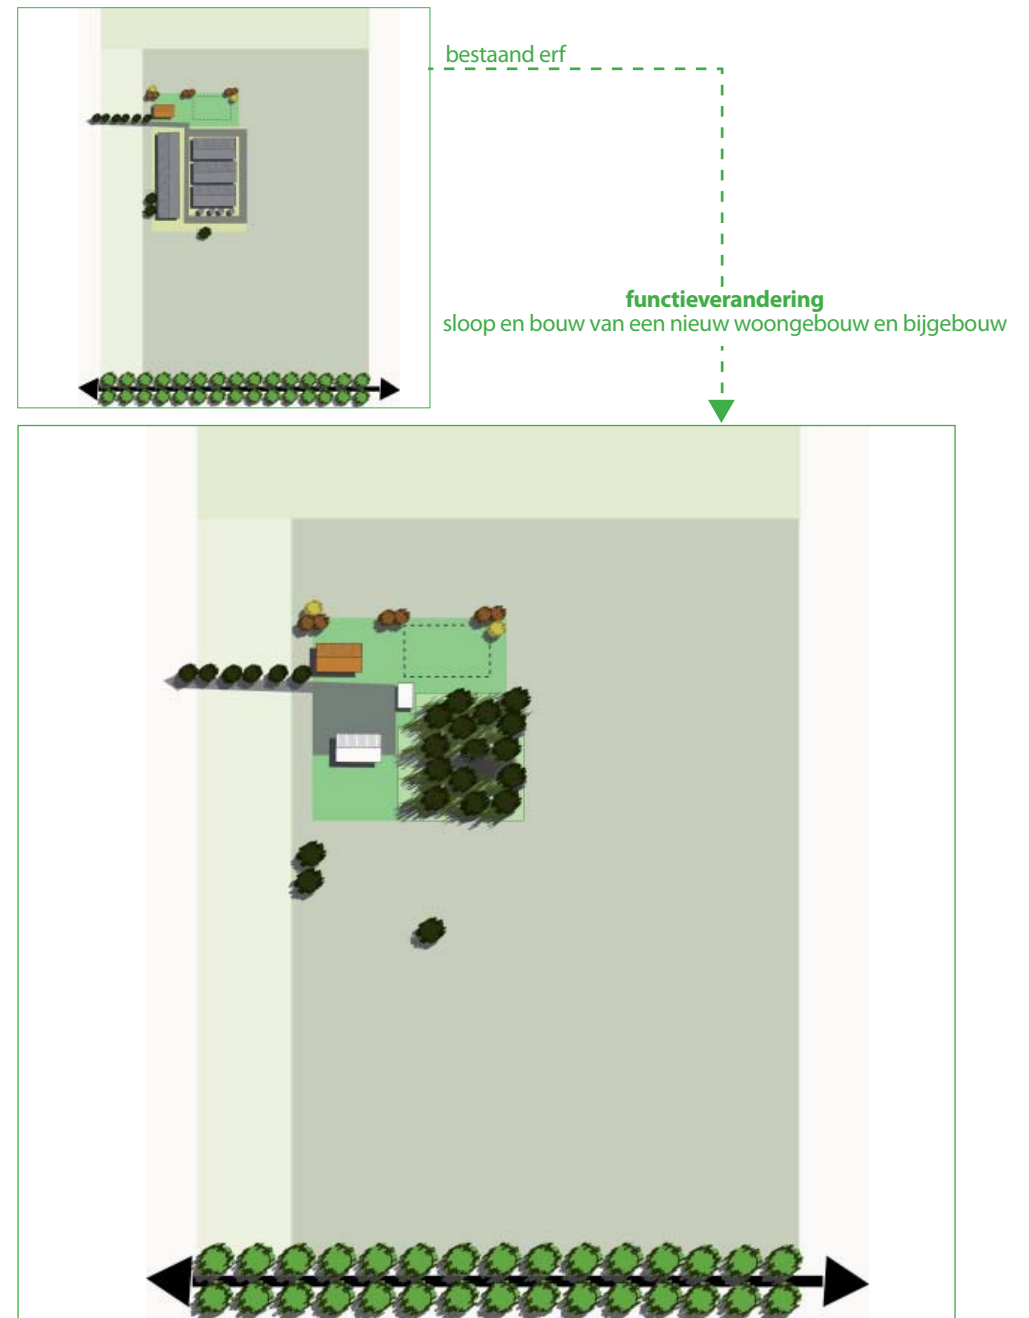 bestaand erf
functieverandering
sloop en bouw van een nieuw woongebouw en bijgebouw